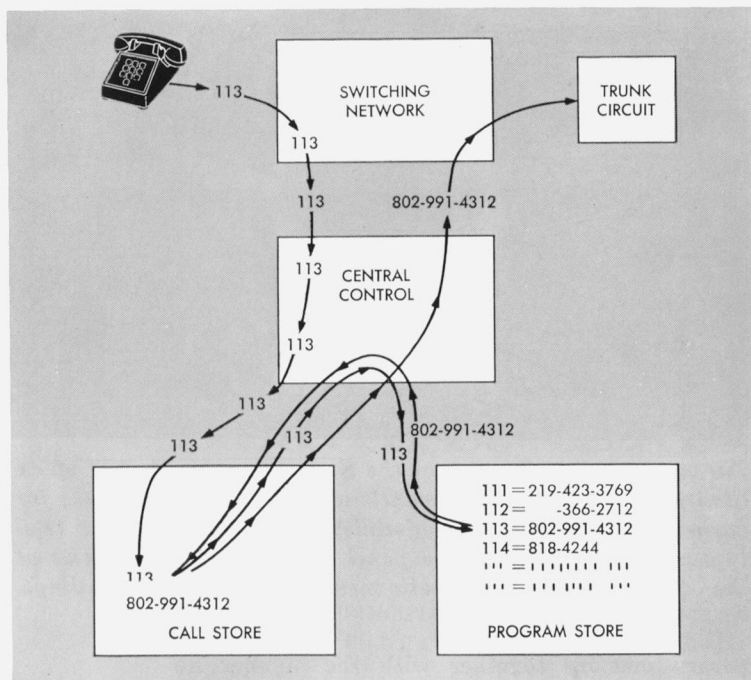 113
SWITCHING
NETWORK
TRUNK
CIRCUIT
113
113
802-991-4312
113
CENTRAL
CONTROL
113
113
113
113
802-991-4312
113
111 = 219-423-3769
112 = -366-2712
113 = 802-991-4312
114 = 818-4244
113
802-991-4312
CALL STORE
PROGRAM STORE